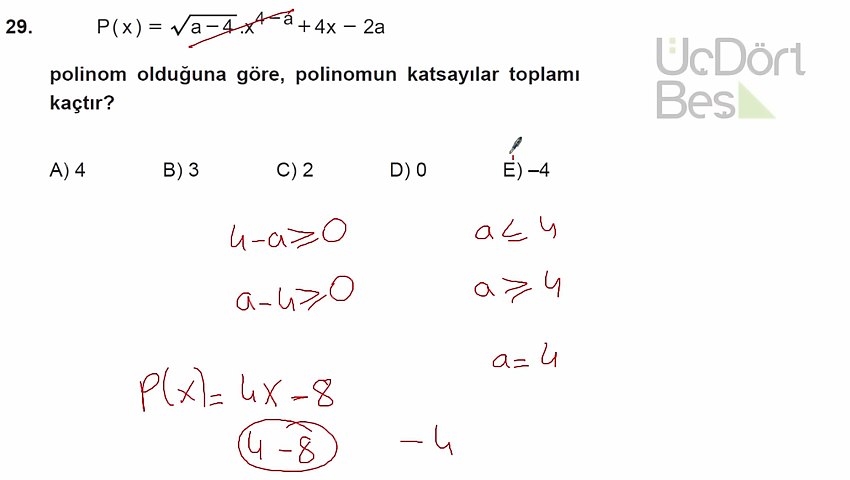 29. P(x) = √a−4 .x^4−a + 4x − 2a
ÜçDört
Beş
polinom olduğuna göre, polinomun katsayılar toplamı
kaçtır?
A) 4 B) 3 C) 2 D) 0 E) –4
4-a≥0 a≤4
a-4≥0 a≥4
a=4
P(x)= 4x-8
4-8 -4